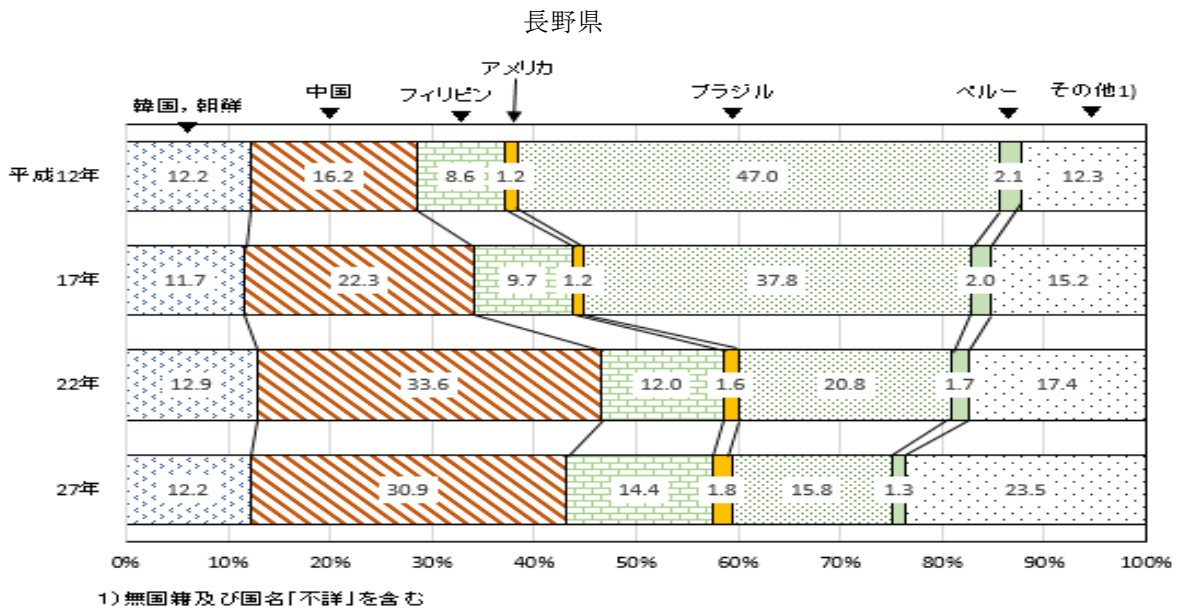 長野県
アメリカ
韓国，朝鮮 中国 フィリピン ブラジル ペルー その他1)
平成12年 12.2 16.2 8.6 1.2 47.0 2.1 12.3
17年 11.7 22.3 9.7 1.2 37.8 2.0 15.2
22年 12.9 33.6 12.0 1.6 20.8 1.7 17.4
27年 12.2 30.9 14.4 1.8 15.8 1.3 23.5
0% 10% 20% 30% 40% 50% 60% 70% 80% 90% 100%
1)無国籍及び国名｢不詳｣を含む